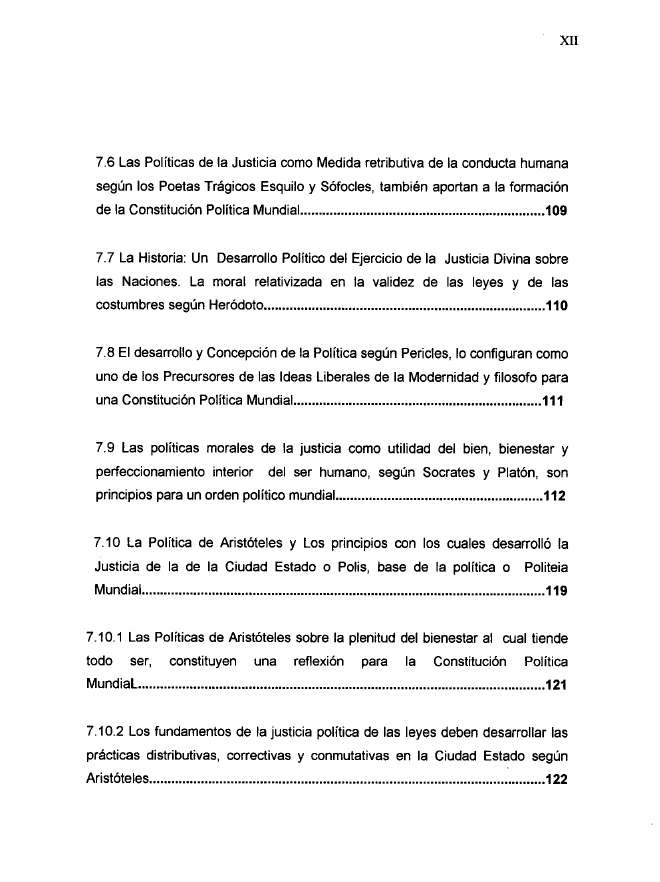 XII
7.6 Las Políticas de la Justicia como Medida retributiva de la conducta humana
según los Poetas Trágicos Esquilo y Sófocles, también aportan a la formación
de la Constitución Política Mundial..................................................................109
7.7 La Historia: Un Desarrollo Político del Ejercicio de la Justicia Divina sobre
las Naciones. La moral relativizada en la validez de las leyes y de las
costumbres según Heródoto............................................................................110
7.8 El desarrollo y Concepción de la Política según Pericles, lo configuran como
uno de los Precursores de las Ideas Liberales de la Modernidad y filosofo para
una Constitución Política Mundial...................................................................111
7.9 Las políticas morales de la justicia como utilidad del bien, bienestar y
perfeccionamiento interior del ser humano, según Socrates y Platón, son
principios para un orden político mundial........................................................112
7.10 La Política de Aristóteles y Los principios con los cuales desarrolló la
Justicia de la de la Ciudad Estado o Polis, base de la política o Politeia
Mundial.............................................................................................................119
7.10.1 Las Políticas de Aristóteles sobre la plenitud del bienestar al cual tiende
todo ser, constituyen una reflexión para la Constitución Política
MundiaL..............................................................................................................121
7.10.2 Los fundamentos de la justicia política de las leyes deben desarrollar las
prácticas distributivas, correctivas y conmutativas en la Ciudad Estado según
Aristóteles...........................................................................................................122